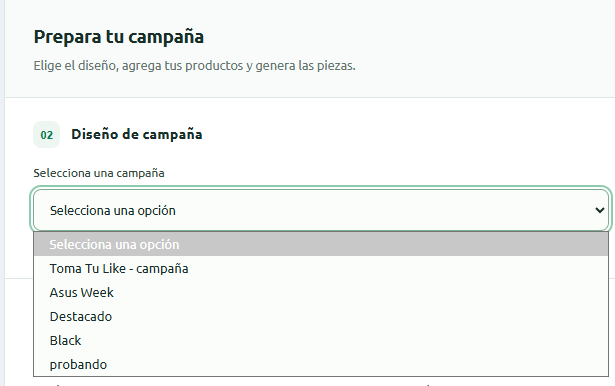 Prepara tu campaña
Elige el diseño, agrega tus productos y genera las piezas.
02 Diseño de campaña
Selecciona una campaña
Selecciona una opción
Selecciona una opción
Toma Tu Like - campaña
Asus Week
Destacado
Black
probando